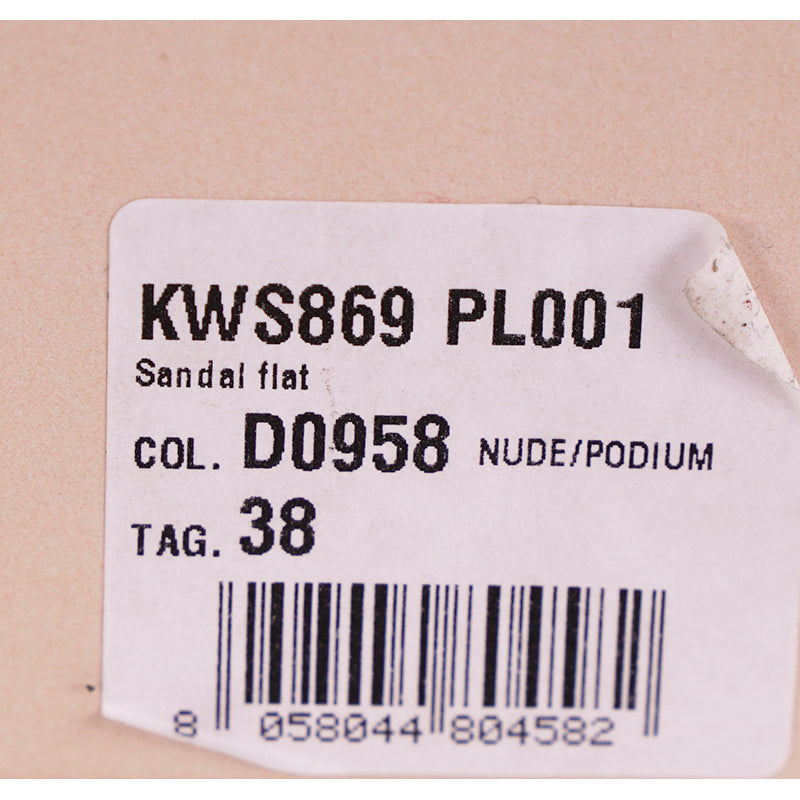 KWS869 PL001
Sandal flat
COL. D0958 NUDE/PODIUM
TAG. 38
8 058044 804582